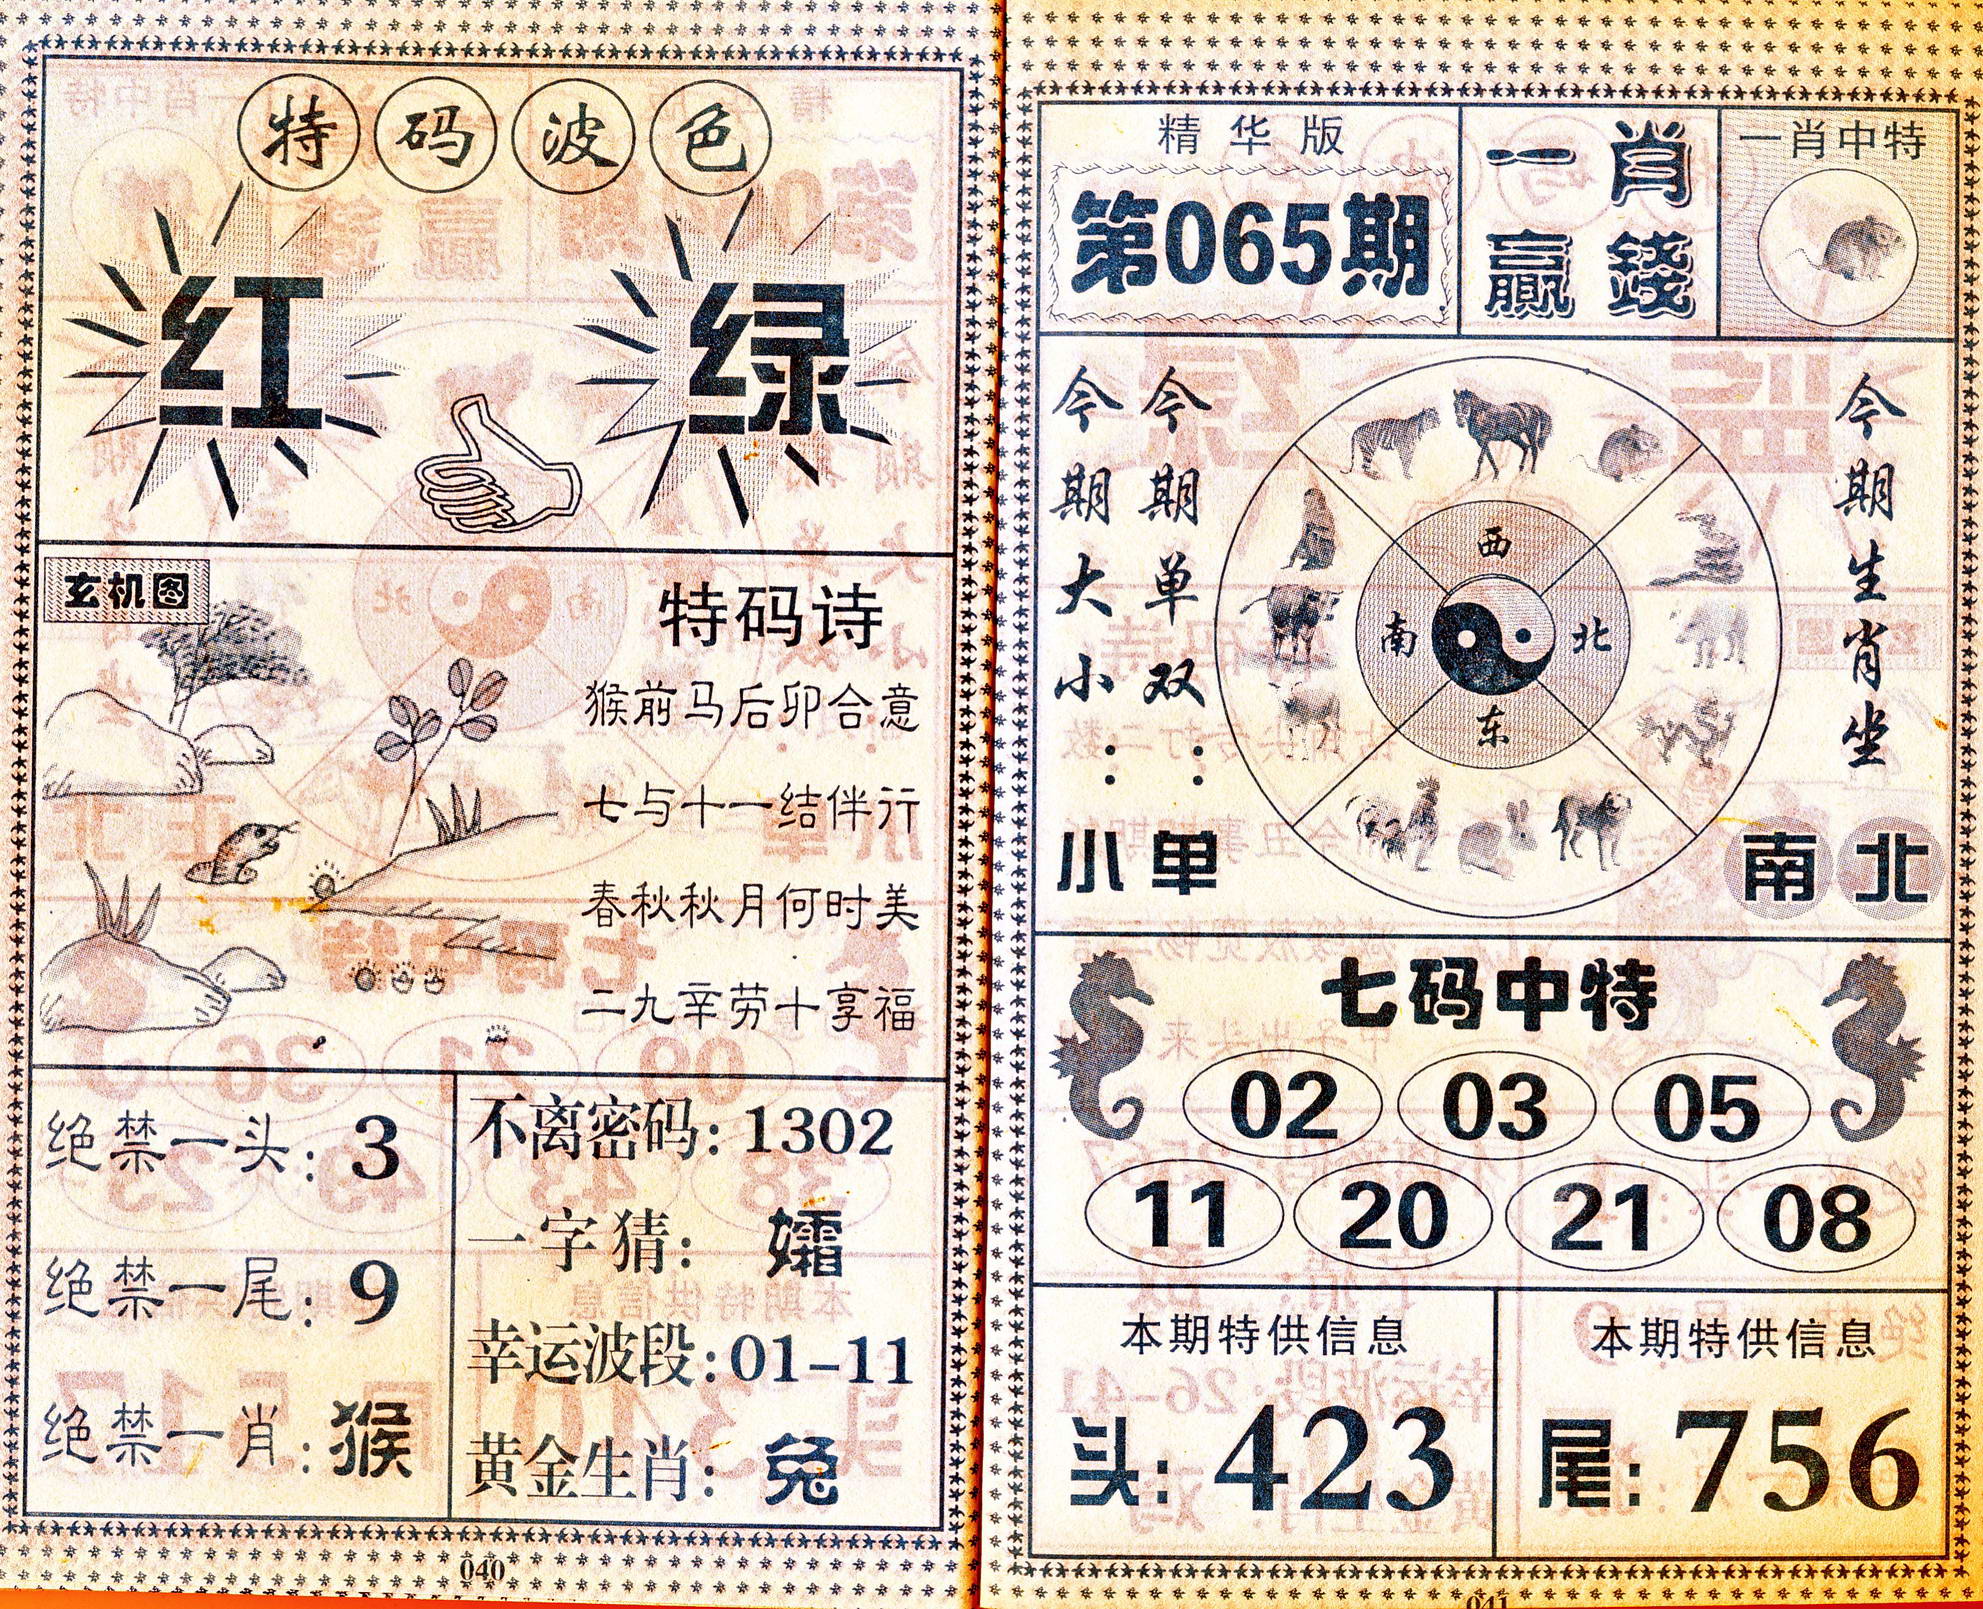 特码波色
红 绿
玄机图
特码诗
猴前马后卯合意
七与十一结伴行
春秋秋月何时美
二九辛劳十享福
绝禁一头：3
绝禁一尾：9
绝禁一肖：猴
不离密码：1302
一字猜：孀
幸运波段：01-11
黄金生肖：兔
040
精华版
第065期
一肖
赢錢
一肖中特
今期大小：小
今期单双：单
西
南 北
东
今期生肖坐
南 北
七码中特
02 03 05
11 20 21 08
本期特供信息
头：423
本期特供信息
尾：756
041